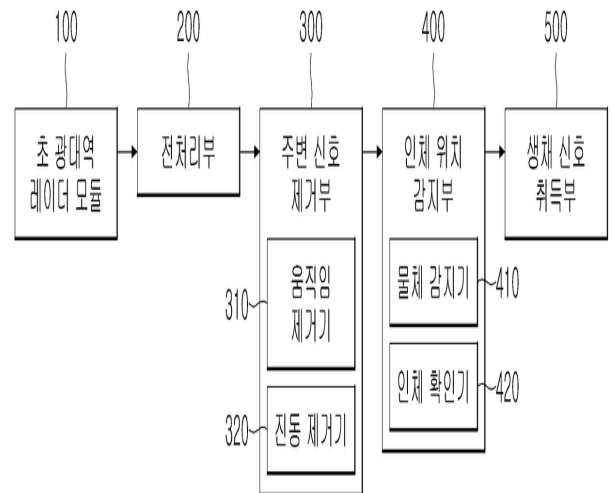 100
200
300
400
500
초 광대역
레이더 모듈
전처리부
주변 신호
제거부
인체 위치
감지부
생채 신호
취득부
310
움직임
제거기
물체 감지기
410
320
진동 제거기
인체 확인기
420